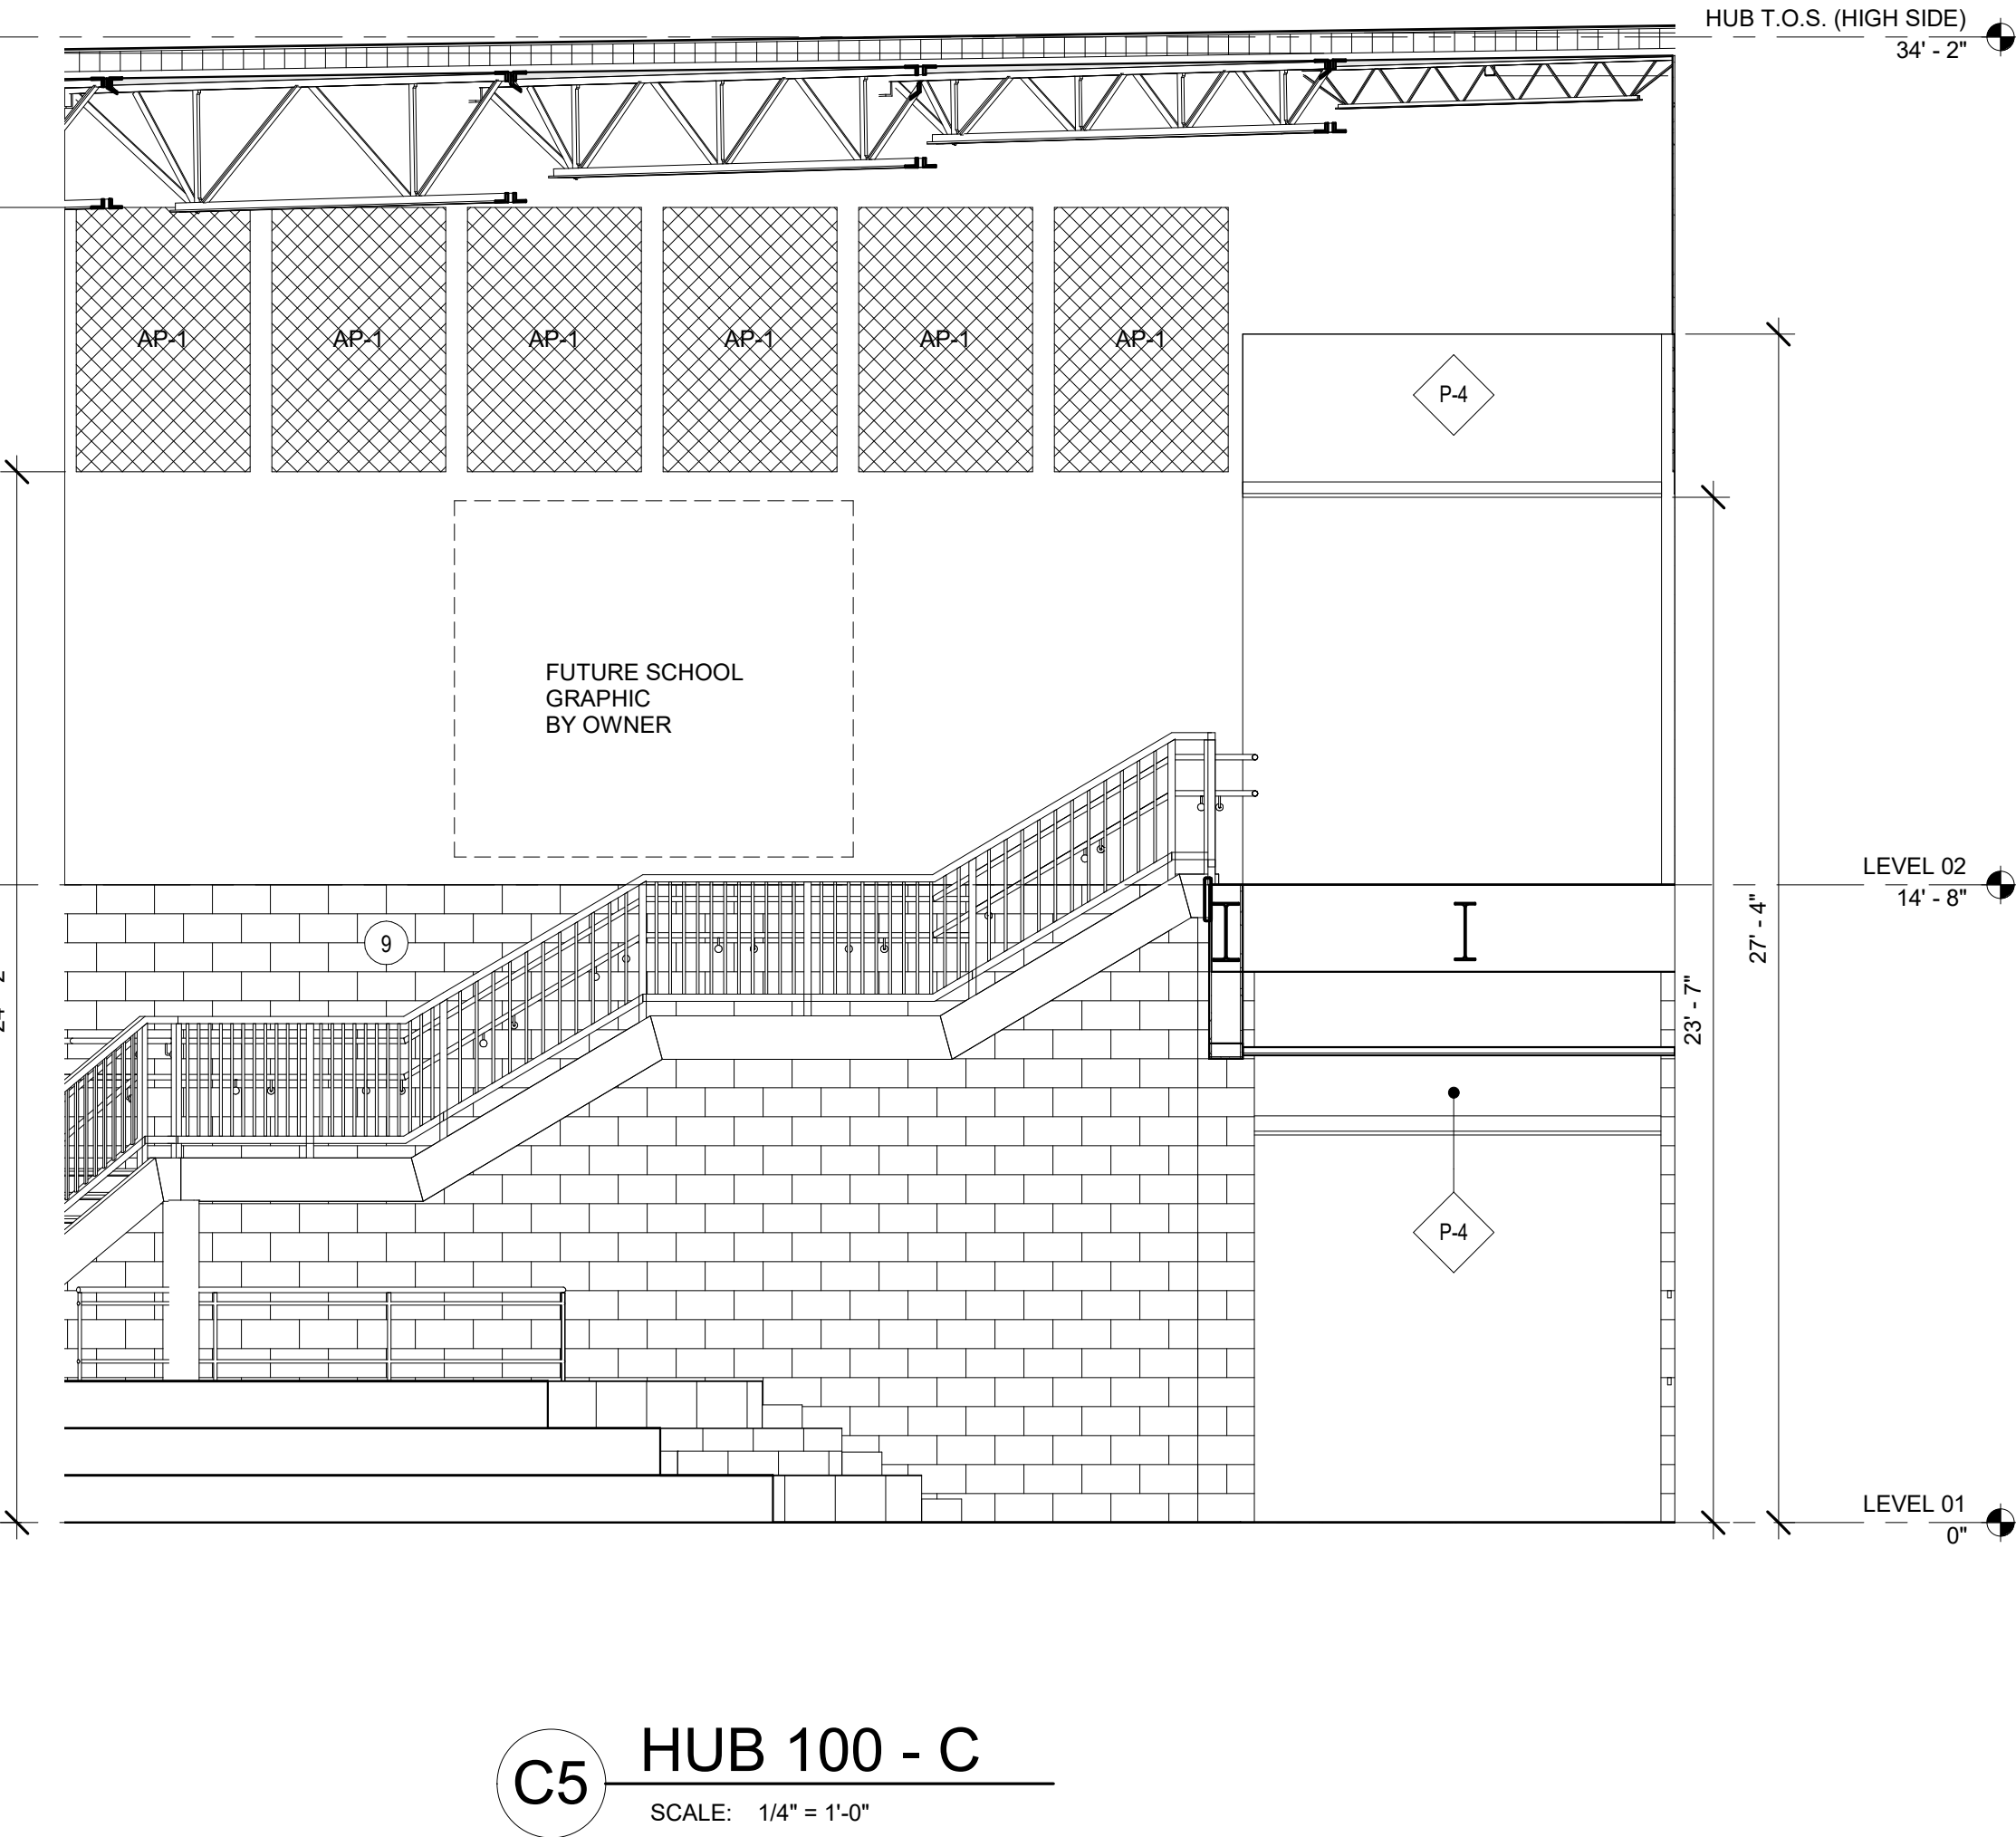 HUB T.O.S. (HIGH SIDE)
34' - 2"
AP-1 AP-1 AP-1 AP-1 AP-1 AP-1
P-4
FUTURE SCHOOL
GRAPHIC
BY OWNER
LEVEL 02
14' - 8"
9
27' - 4"
23' - 7"
P-4
LEVEL 01
0"
C5
HUB 100 - C
SCALE: 1/4" = 1'-0"